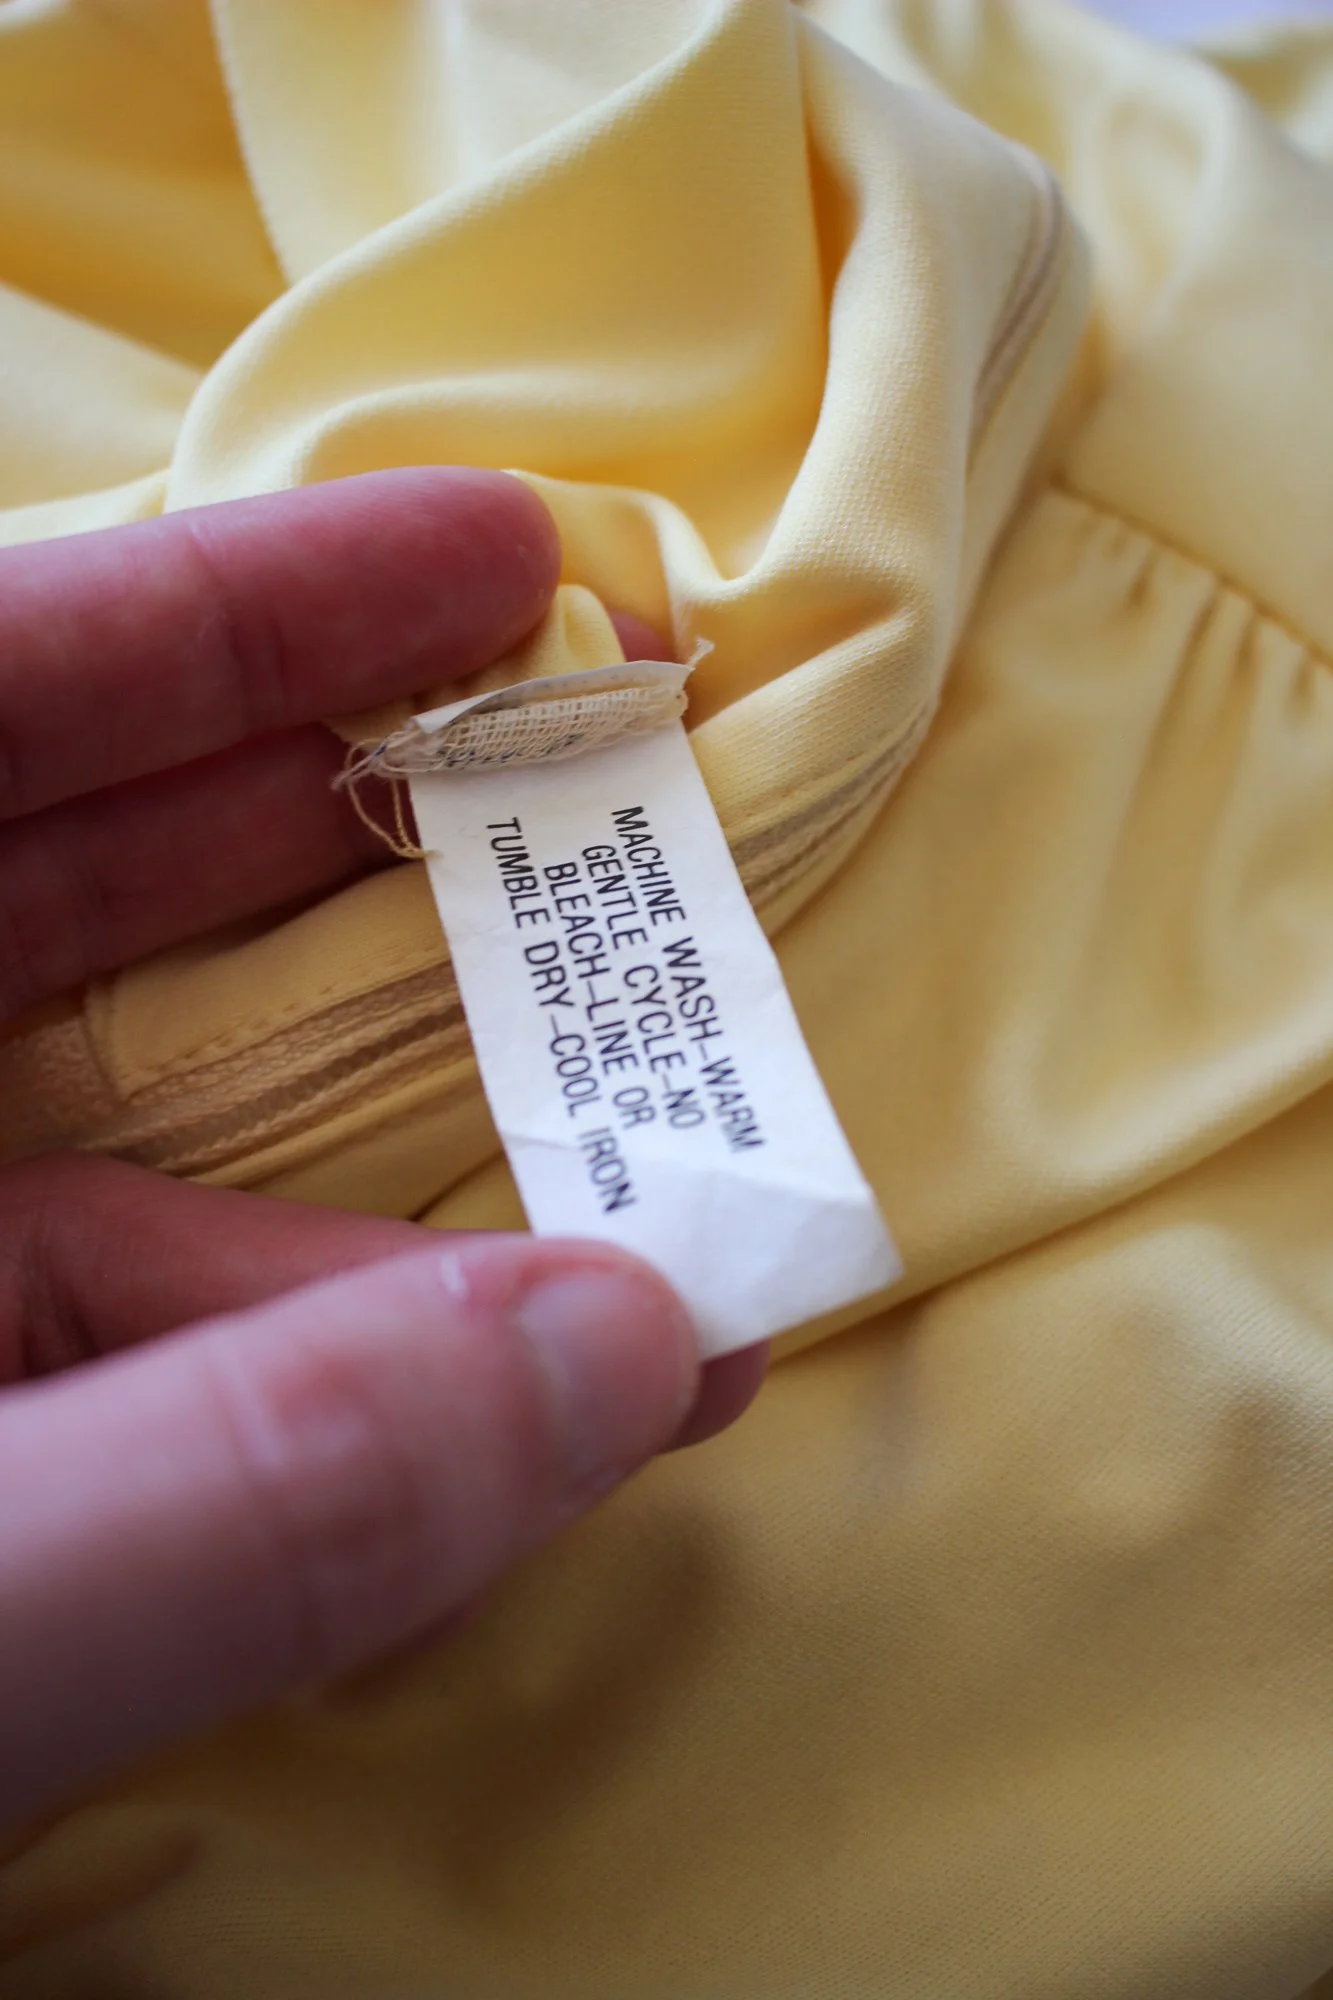 MACHINE WASH-WARM
GENTLE CYCLE-NO
BLEACH-LINE OR
TUMBLE DRY-COOL IRON